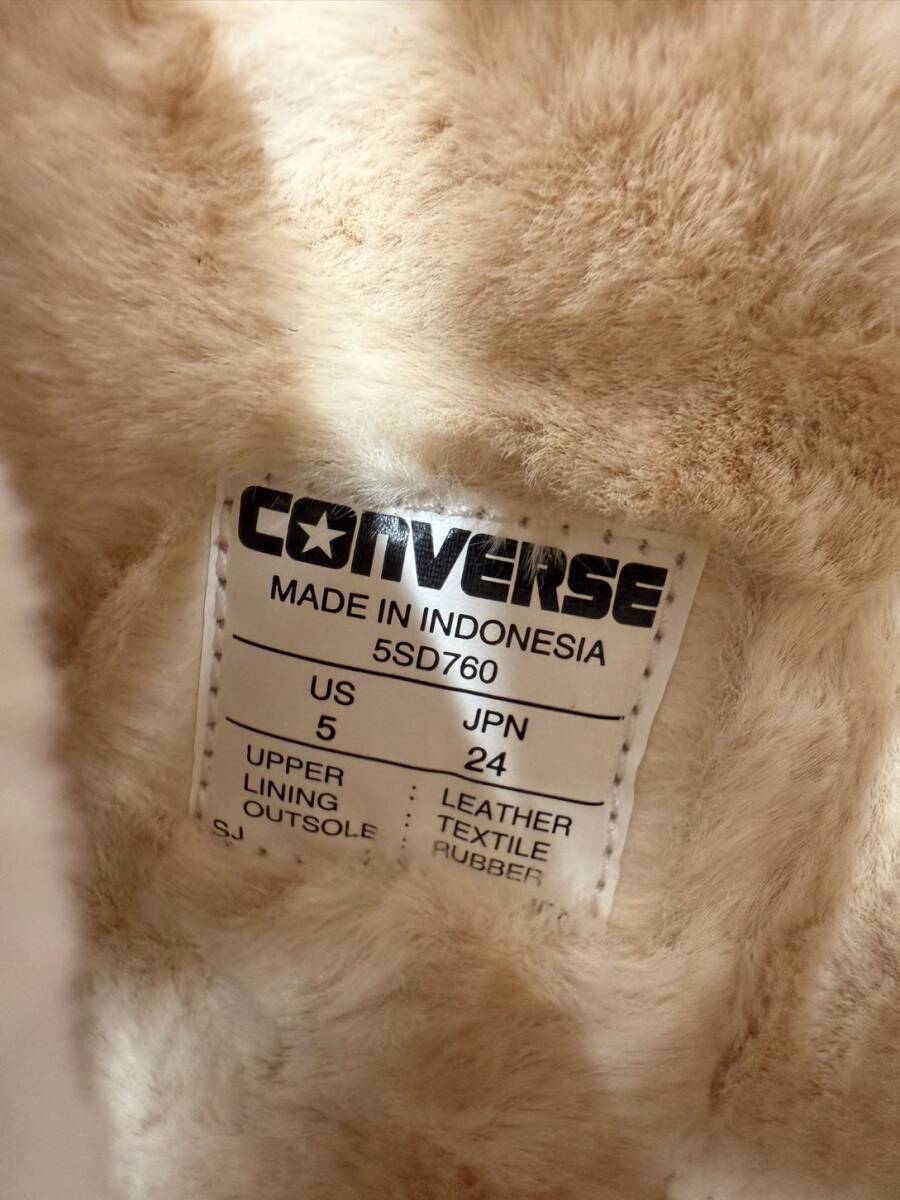 CONVERSE
MADE IN INDONESIA
5SD760
US JPN
5 24
UPPER : LEATHER
LINING : TEXTILE
OUTSOLE : RUBBER
SJ